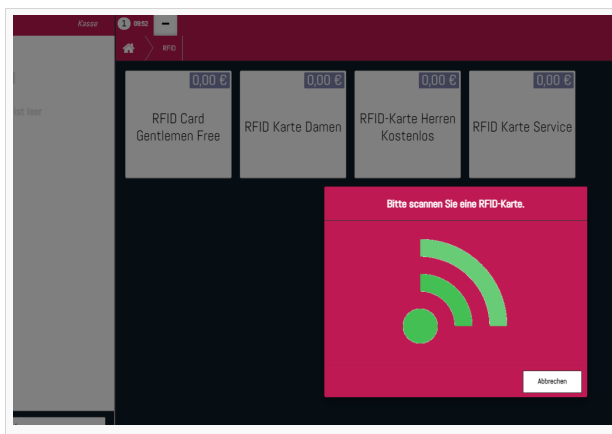 Kasse
1 08:52
RFID
ist leer
0,00 €
RFID Card
Gentlemen Free
0,00 €
RFID Karte Damen
0,00 €
RFID-Karte Herren
Kostenlos
0,00 €
RFID Karte Service
Bitte scannen Sie eine RFID-Karte.
Abbrechen